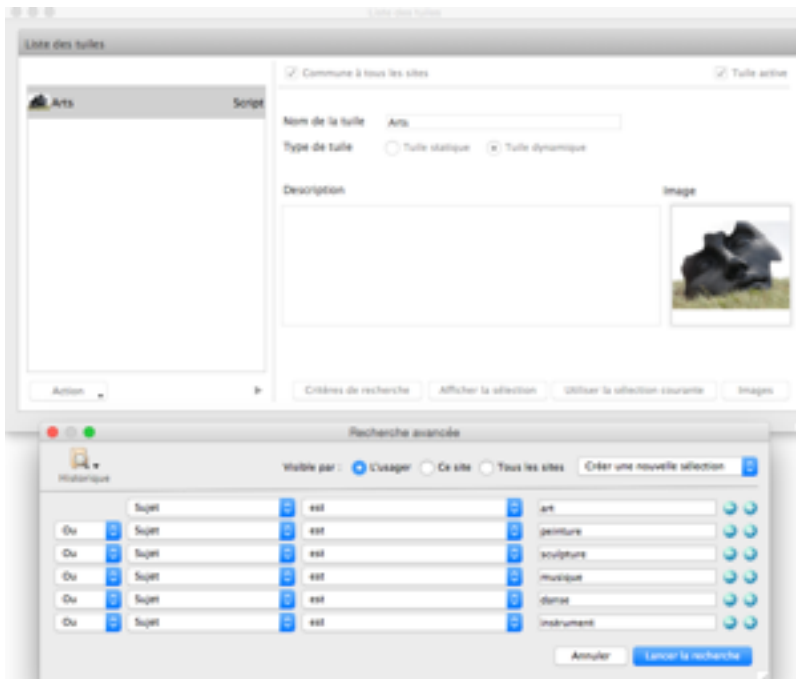 Liste des tuiles
Liste des tuiles
Commune à tous les sites Tuile active
Arts Script
Nom de la tuile Arts
Type de tuile Tuile statique Tuile dynamique
Description Image
Action Critères de recherche Afficher la sélection Utiliser la sélection courante Images
Recherche avancée
Historique
Visible par : L'usager Ce site Tous les sites Créer une nouvelle sélection
Sujet est art
Ou Sujet est peinture
Ou Sujet est sculpture
Ou Sujet est musique
Ou Sujet est danse
Ou Sujet est instrument
Annuler Lancer la recherche